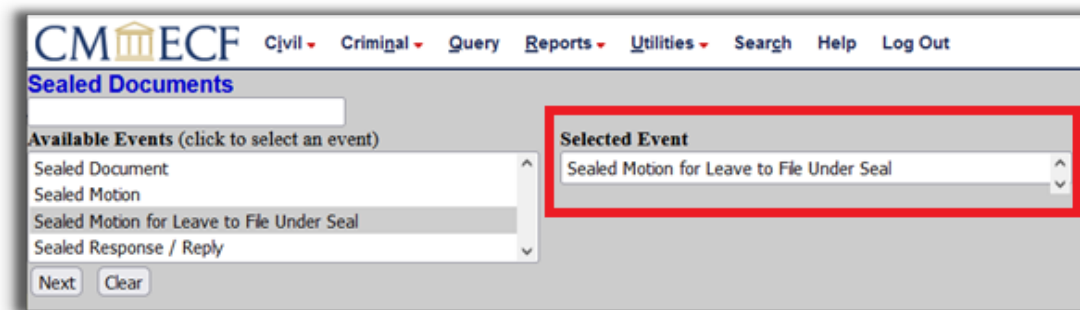 CM ECF Civil Criminal Query Reports Utilities Search Help Log Out
Sealed Documents
Available Events (click to select an event)
Sealed Document
Sealed Motion
Sealed Motion for Leave to File Under Seal
Sealed Response / Reply
Next Clear
Selected Event
Sealed Motion for Leave to File Under Seal